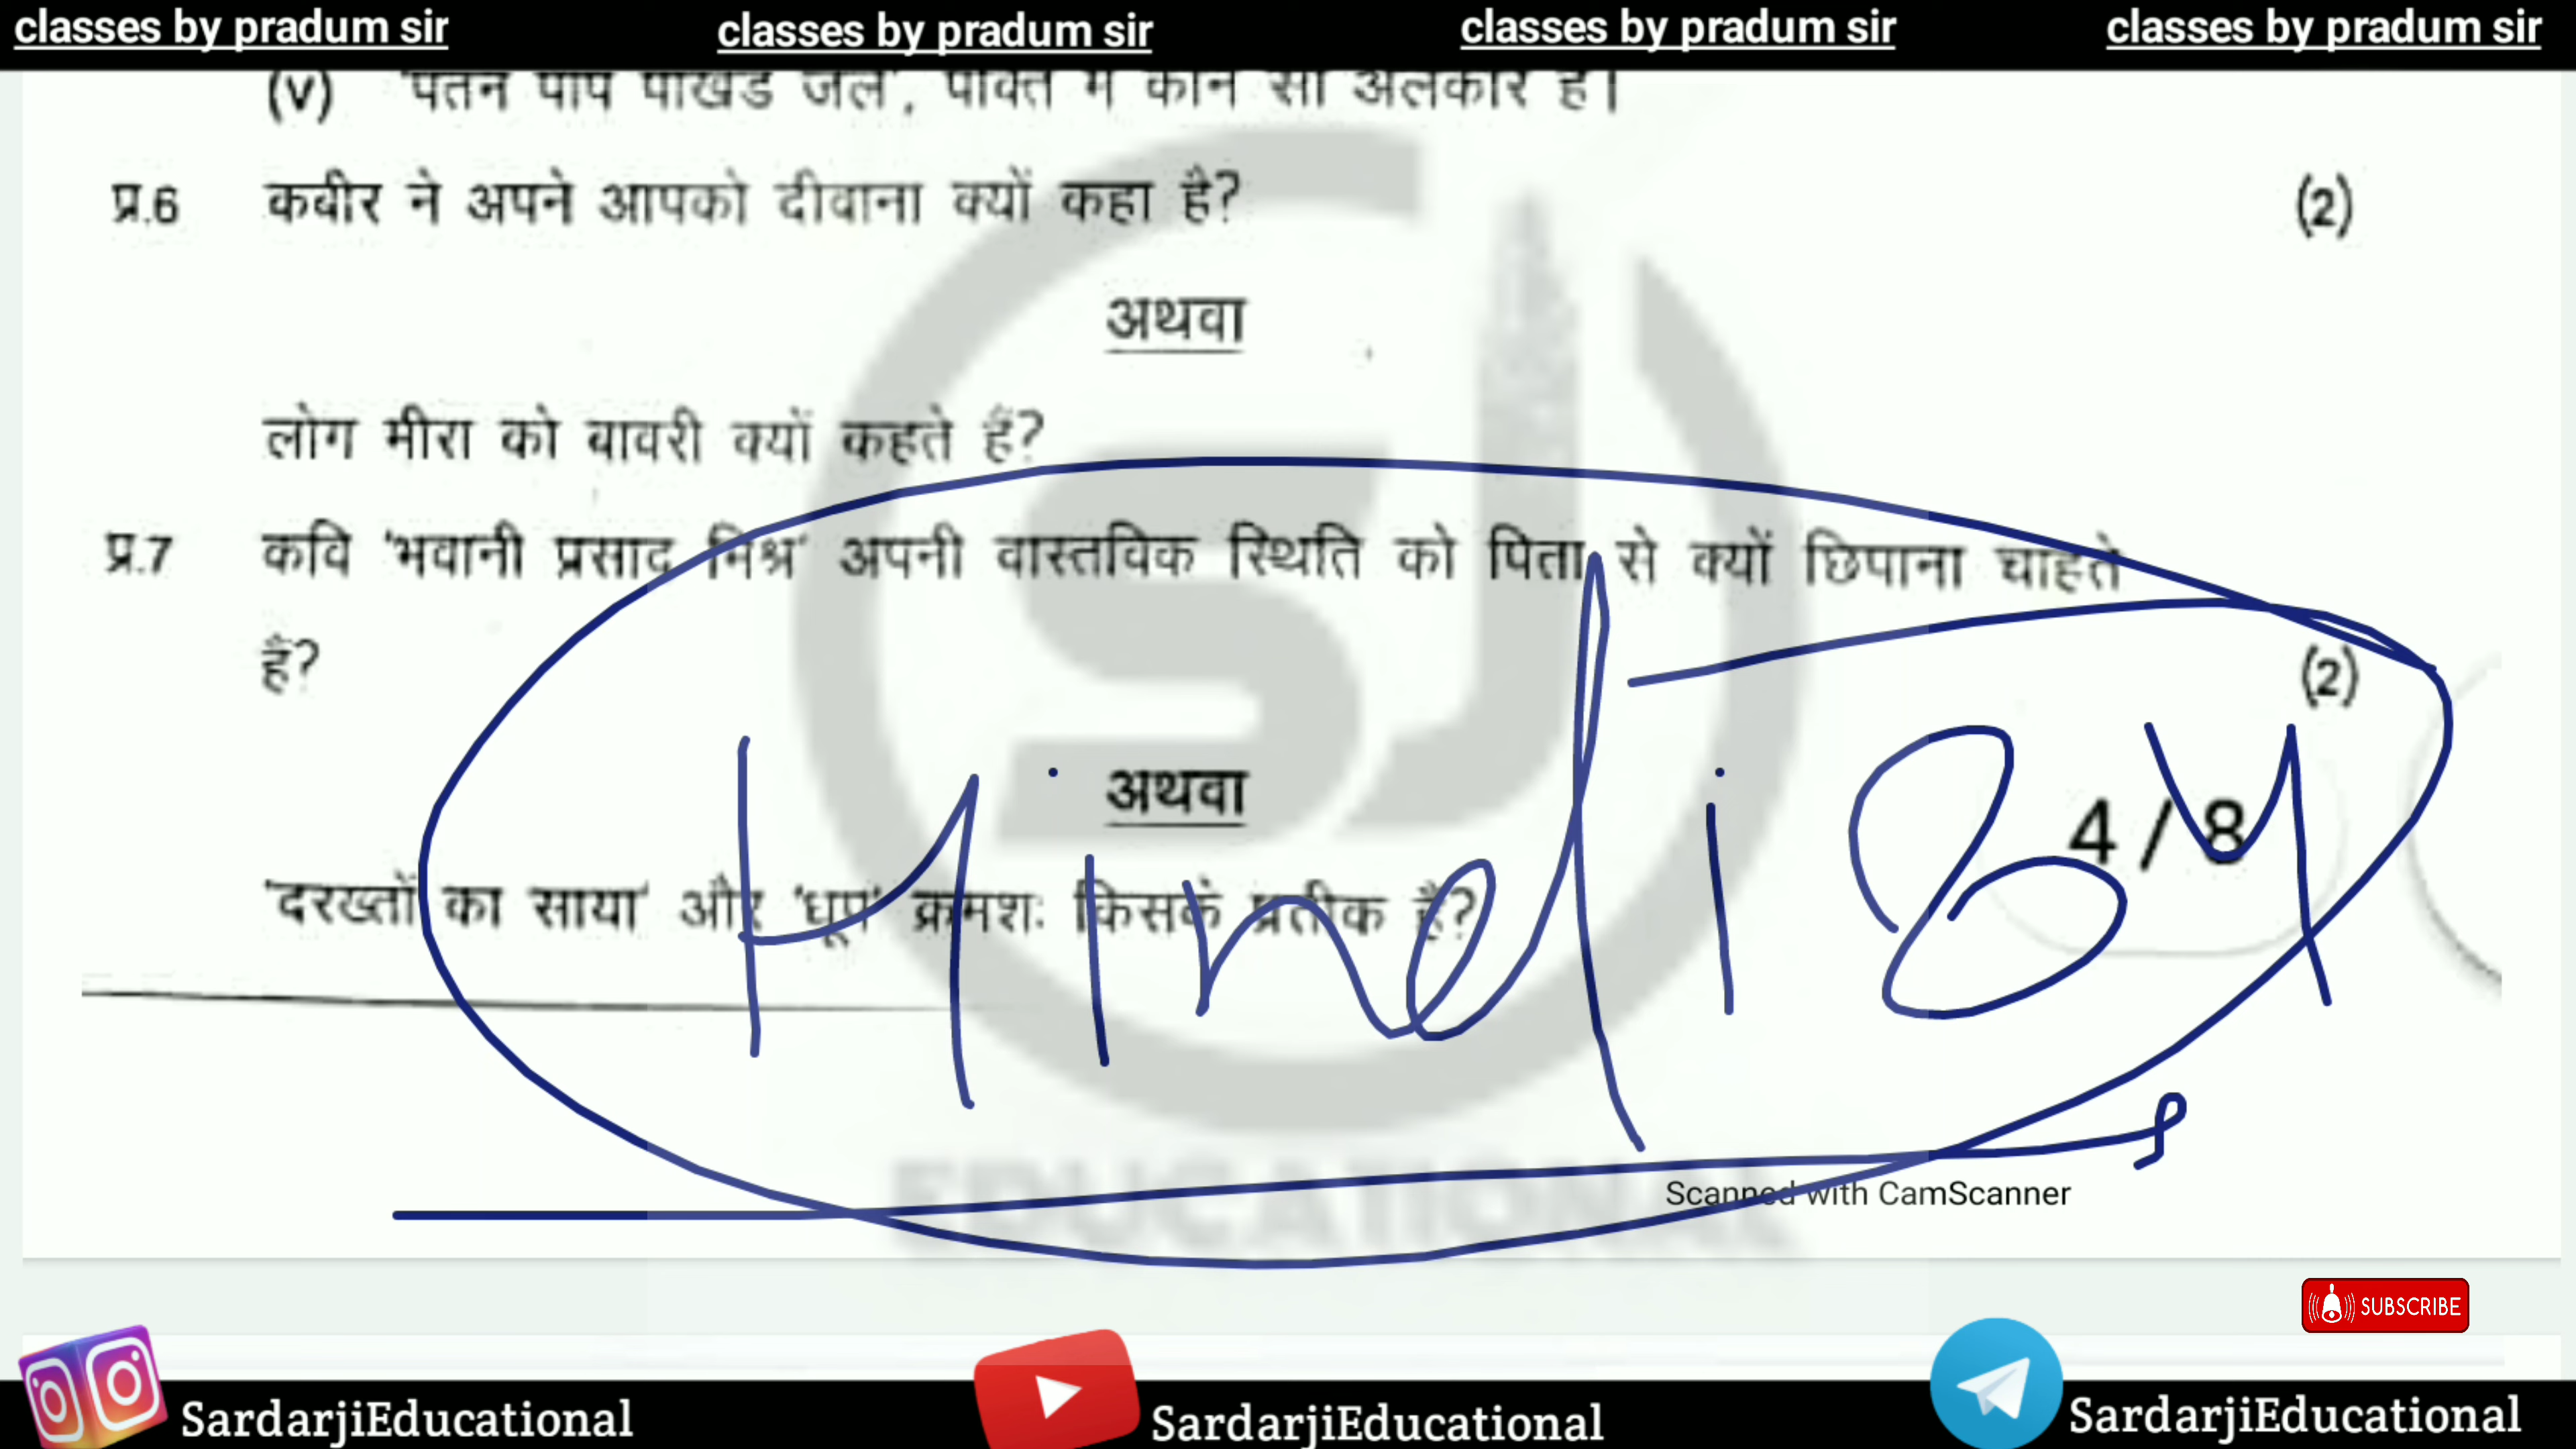 classes by pradum sir classes by pradum sir classes by pradum sir classes by pradum sir
(v) 'पतन पाप पाखंड जले', पंक्ति में कौन सा अलंकार है।
प्र.6 कबीर ने अपने आपको दीवाना क्यों कहा है? (2)
अथवा
लोग मीरा को बावरी क्यों कहते हैं?
प्र.7 कवि 'भवानी प्रसाद मिश्र' अपनी वास्तविक स्थिति को पिता से क्यों छिपाना चाहते
हैं? (2)
अथवा
4 / 8
'दरख्तों का साया' और 'धूप' क्रमशः किसके प्रतीक हैं?
Hindi By
SJ
EDUCATIONAL
Scanned with CamScanner
SUBSCRIBE
SardarjiEducational SardarjiEducational SardarjiEducational